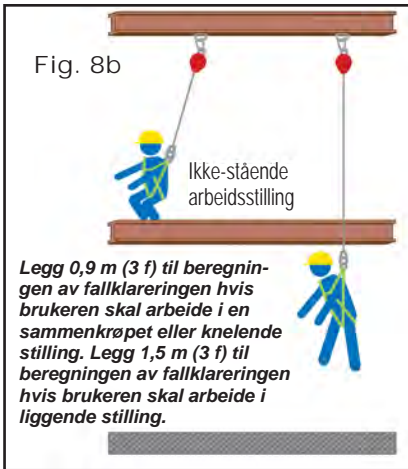 Fig. 8b
Ikke-stående
arbeidsstilling
Legg 0,9 m (3 f) til beregnin-
gen av fallklareringen hvis
brukeren skal arbeide i en
sammenkrøpet eller knelende
stilling. Legg 1,5 m (3 f) til
beregningen av fallklareringen
hvis brukeren skal arbeide i
liggende stilling.